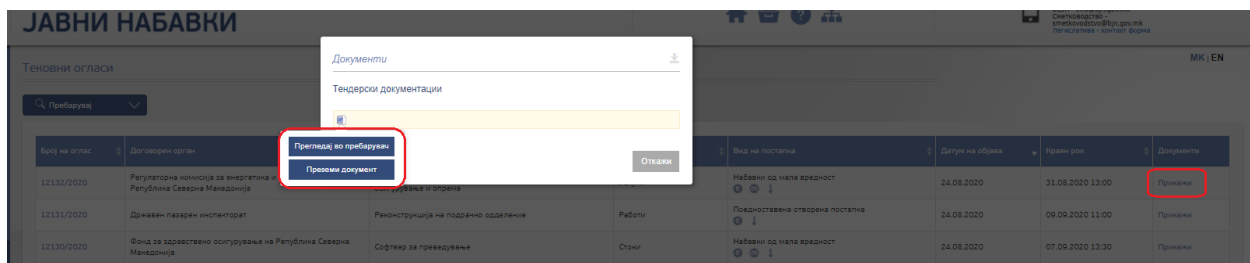 ЈАВНИ НАБАВКИ
Сметководство -
smetkovodstvo@bjn.gov.mk
Легислатива - контакт форма
MK | EN
Тековни огласи
Документи
Тендерски документации
Пребарувај
Прегледај во пребарувач
Преземи документ
Откажи
Број на оглас Договорен орган Вид на постапка Датум на објава Краен рок Документи
12132/2020 Регулаторна комисија за енергетика и Набавки од мала вредност 24.08.2020 31.08.2020 13:00 Прикажи
Република Северна Македонија осигурување и опрема
12131/2020 Државен пазарен инспекторат Реконструкција на подрачно одделение Работи Поедноставена отворена постапка 24.08.2020 09.09.2020 11:00 Прикажи
12130/2020 Фонд за здравствено осигурување на Република Северна Софтвер за преведување Стоки Набавки од мала вредност 24.08.2020 07.09.2020 13:30 Прикажи
Македонија